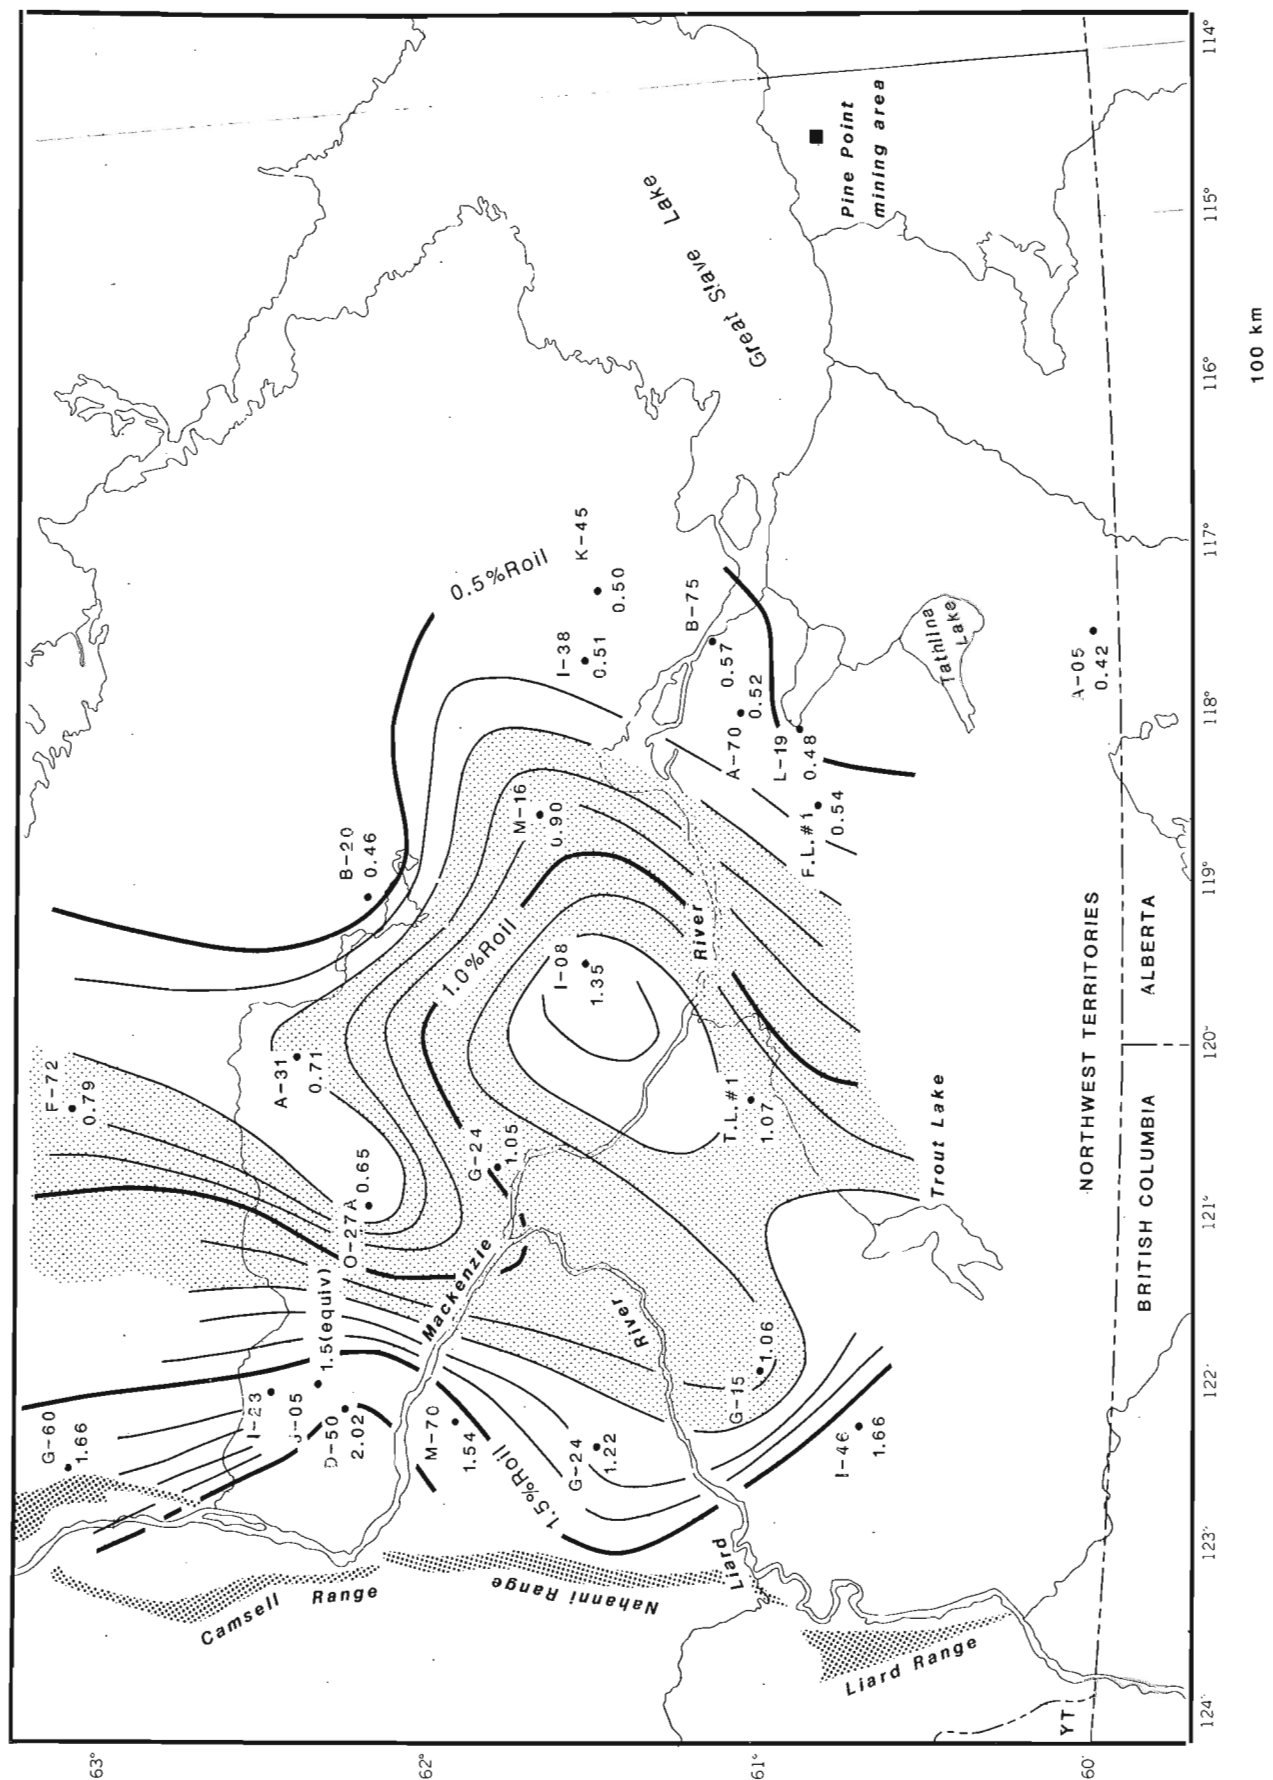 63°
62°
61°
60°
124°
123°
122°
121°
120°
119°
118°
117°
116°
115°
114°
100 km
G-60
1.66
F-72
0.79
I-23
J-05
1.5(equiv)
D-50
2.02
M-70
1.54
1.5%Roil
G-24
1.22
I-46
1.66
G-15
1.06
O-27A
0.65
A-31
0.71
B-20
0.46
G-24
1.05
1.0%Roil
I-08
1.35
M-16
0.90
T.L.#1
1.07
F.L.#1
0.54
L-19
0.48
A-70
0.52
B-75
0.57
I-38
0.51
K-45
0.50
0.5%Roil
A-05
0.42
Camsell Range
Nahanni Range
Liard Range
Mackenzie
River
Liard
River
Trout Lake
Tathlina
Lake
Great Slave Lake
Pine Point
mining area
NORTHWEST TERRITORIES
BRITISH COLUMBIA
ALBERTA
YT